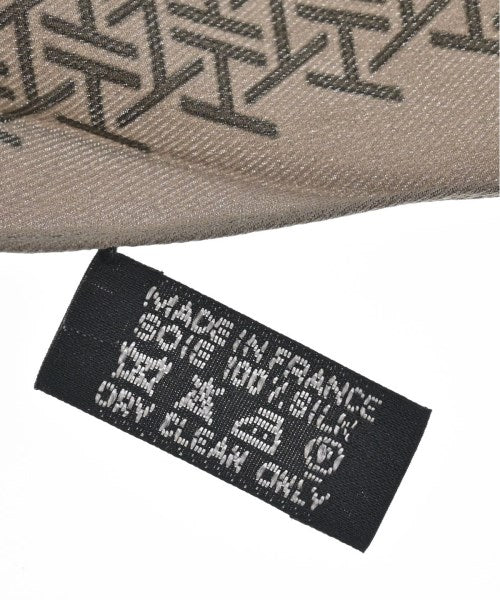 MADE IN FRANCE
SOIE 100% SILK
DRY CLEAN ONLY